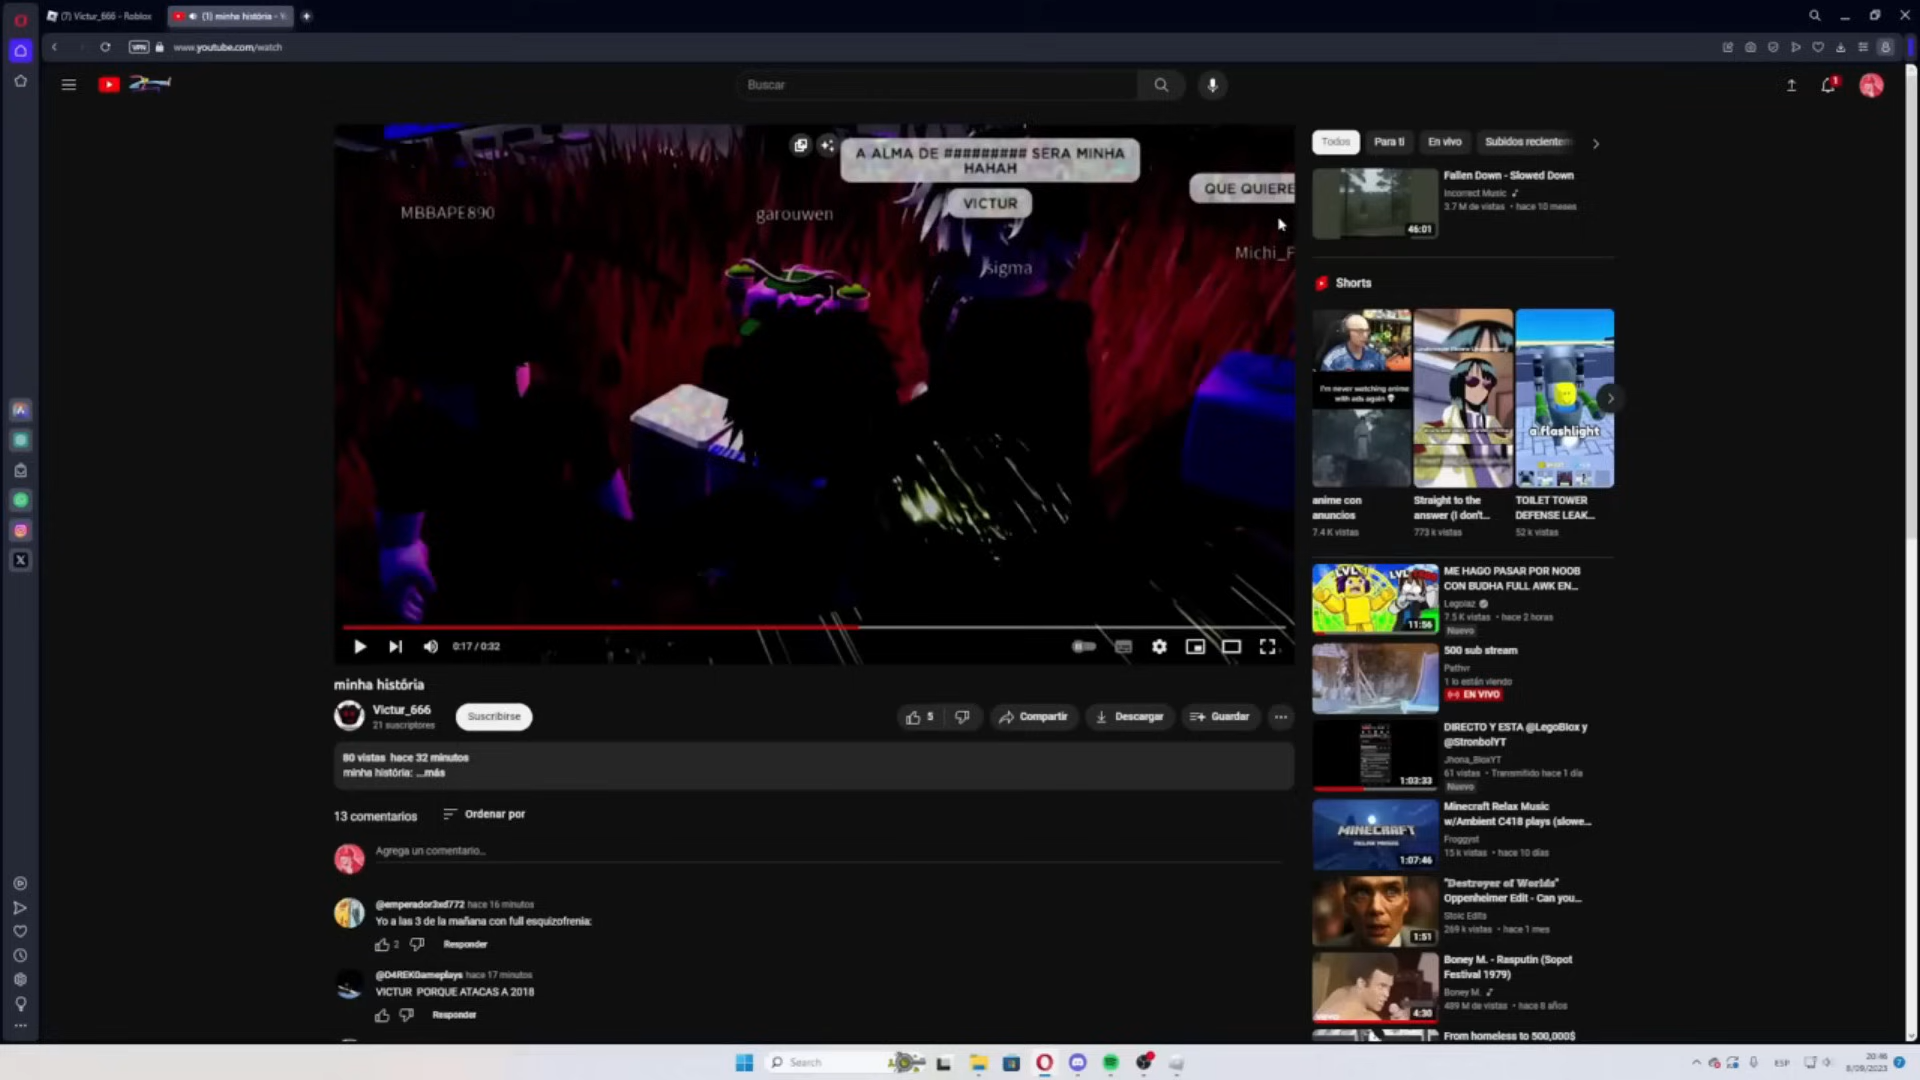 (7) Victur_666 - Roblox
(1) minha história - Y
VPN
www.youtube.com/watch
Buscar
1
A ALMA DE ######### SERA MINHA
HAHAH
VICTUR
QUE QUIERE
MBBAPE890
garouwen
sigma
Michi_F
0:17 / 0:32
minha história
Victur_666
21 suscriptores
Suscribirse
5
Compartir
Descargar
Guardar
80 vistas hace 32 minutos
minha história: ...más
13 comentarios
Ordenar por
Agrega un comentario...
@emperador3xd772 hace 16 minutos
Yo a las 3 de la mañana con full esquizofrenia:
2
Responder
@D4REKGameplays hace 17 minutos
VICTUR PORQUE ATACAS A 2018
Responder
Todos
Para ti
En vivo
Subidos recientem
Fallen Down - Slowed Down
Incorrect Music
3.7 M de vistas • hace 10 meses
46:01
Shorts
I'm never watching anime
with ads again
a flashlight
anime con
anuncios
7.4 K vistas
Straight to the
answer (I don't...
773 k vistas
TOILET TOWER
DEFENSE LEAK...
52 k vistas
LVL
LVL
11:56
ME HAGO PASAR POR NOOB
CON BUDHA FULL AWK EN...
Legolaz
7.5 K vistas • hace 2 horas
Nuevo
500 sub stream
Pathvr
1 lo están viendo
EN VIVO
DIRECTO Y ESTA @LegoBlox y
@StronbolYT
Jhona_BloxYT
61 vistas • Transmitido hace 1 día
Nuevo
1:03:33
Minecraft Relax Music
w/Ambient C418 plays (slowe...
Froggyst
15 k vistas • hace 10 días
MINECRAFT
1:07:46
"Destroyer of Worlds"
Oppenheimer Edit - Can you...
Stoic Edits
269 k vistas • hace 1 mes
1:51
Boney M. - Rasputin (Sopot
Festival 1979)
Boney M.
489 M de vistas • hace 8 años
vevo
4:30
From homeless to 500,000$
Search
ESP
20:46
8/09/2023
7